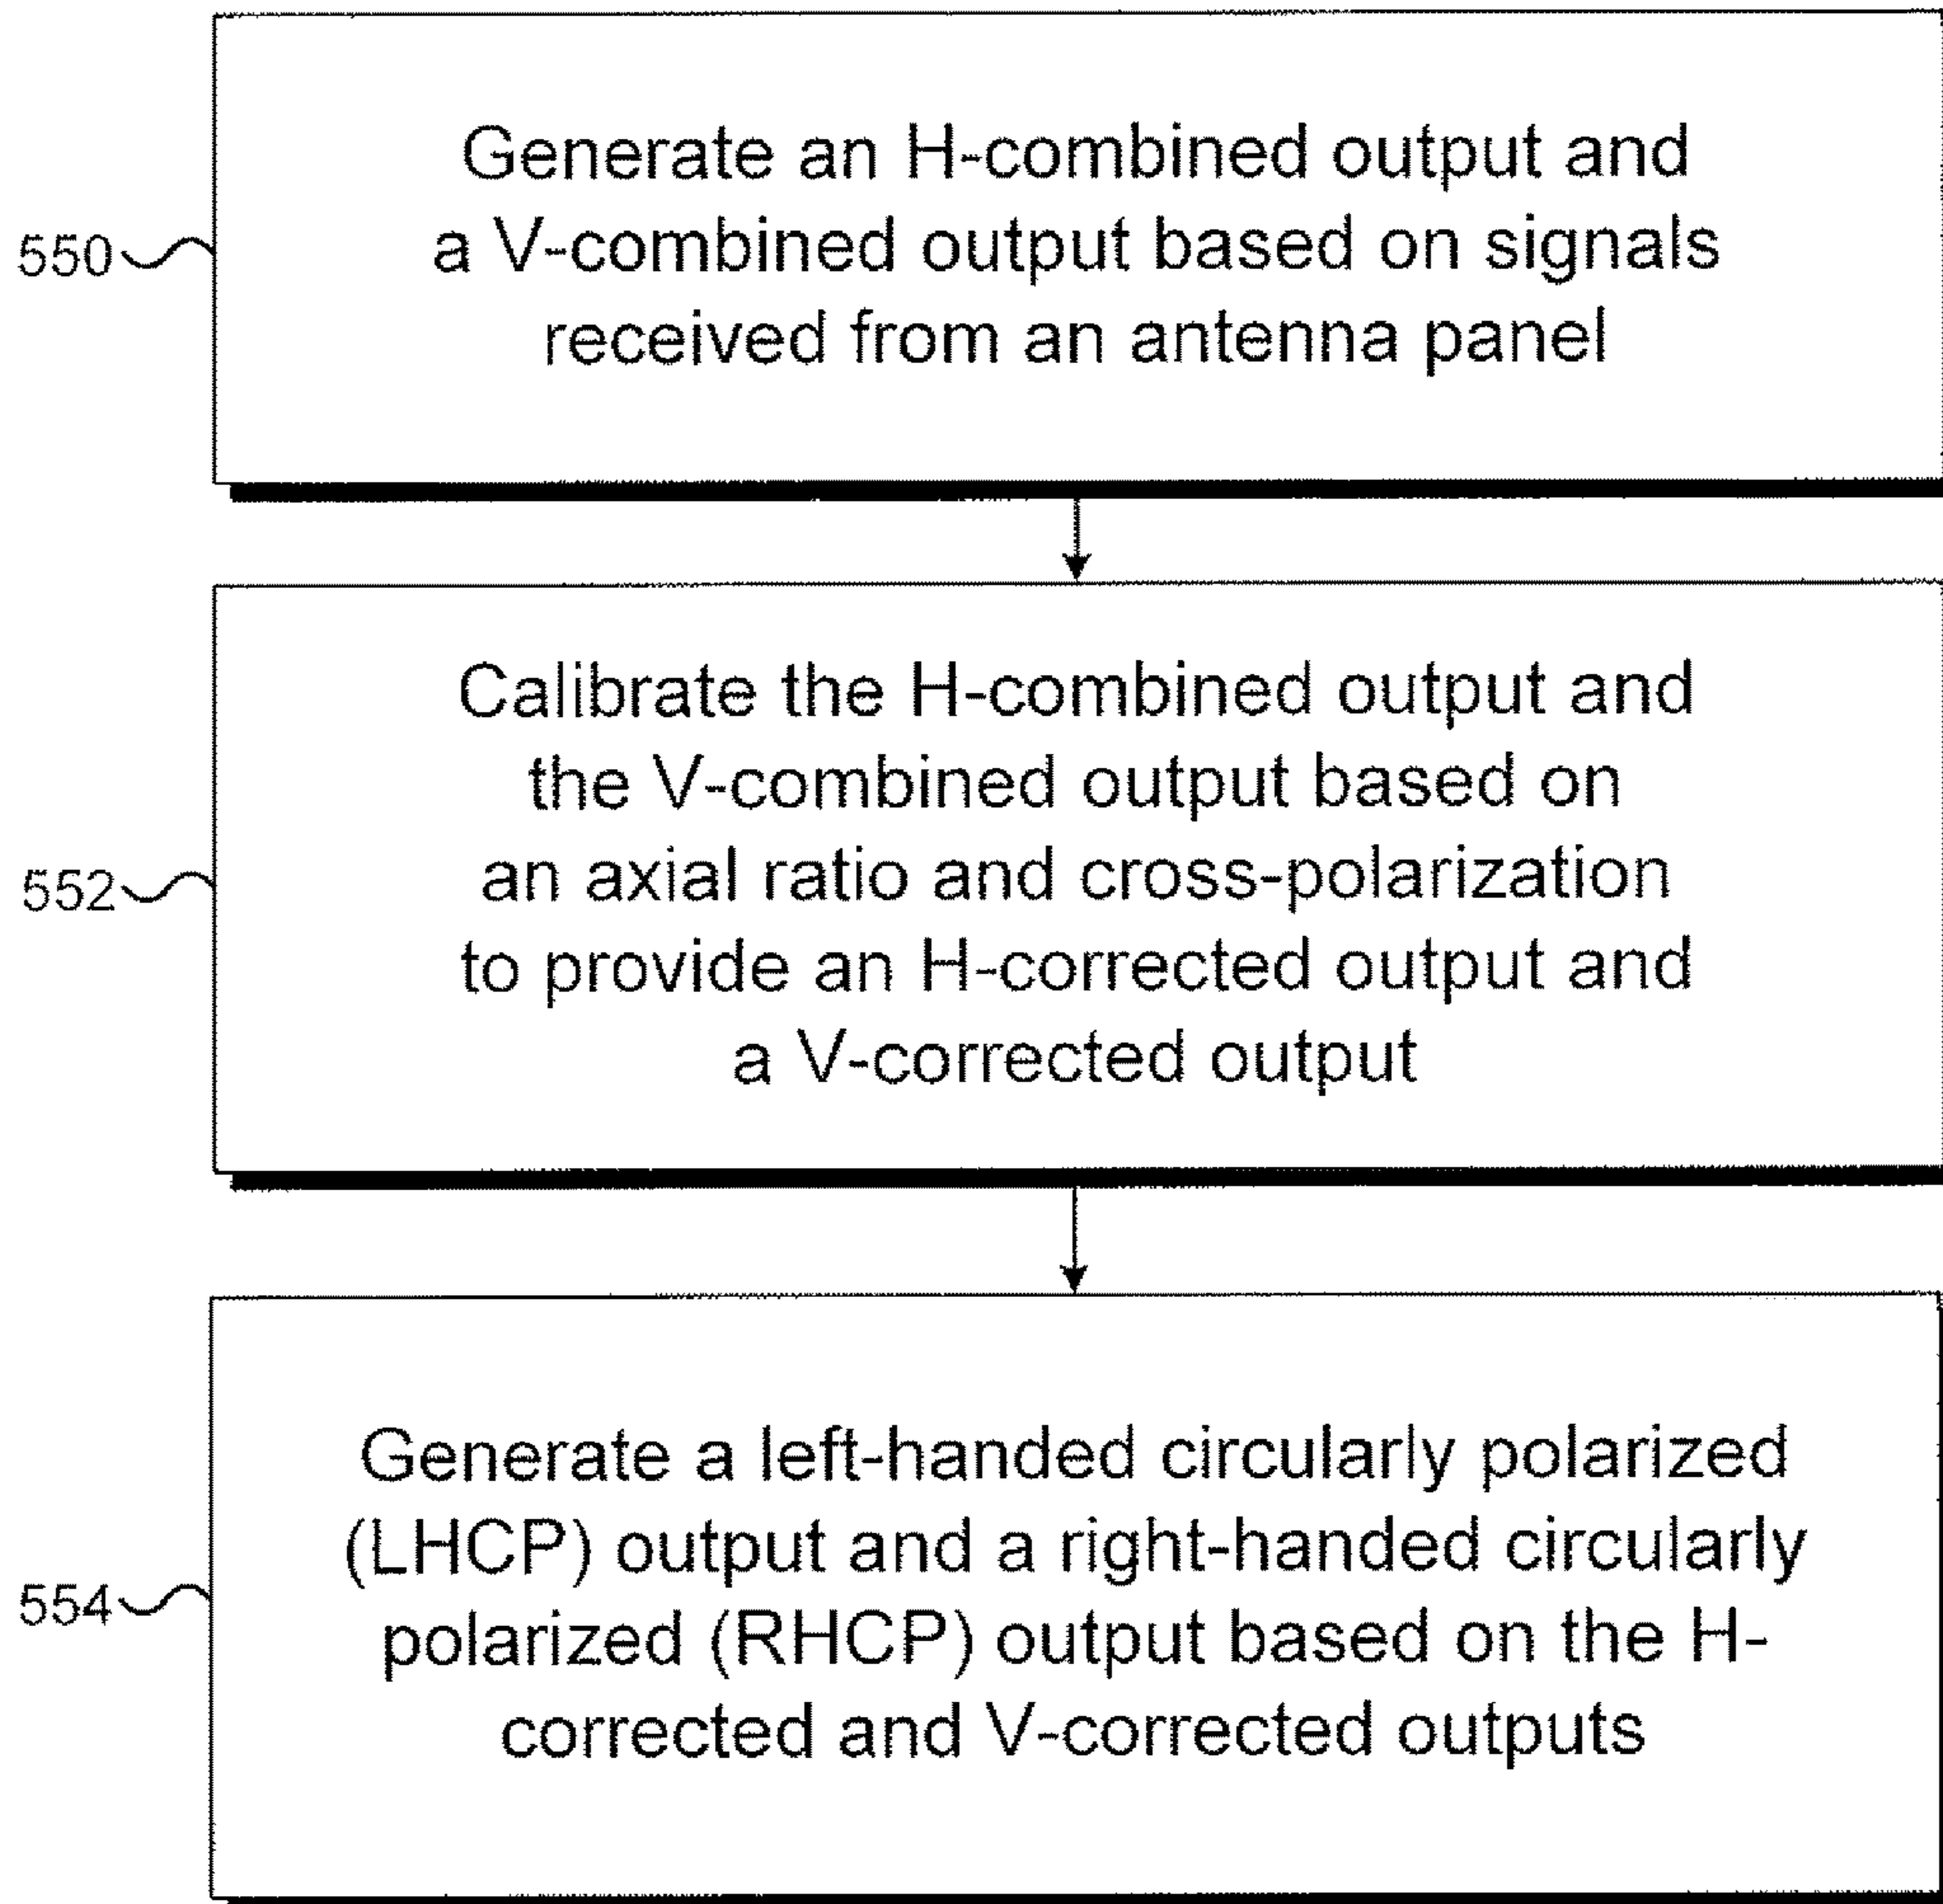 Generate an H-combined output and
a V-combined output based on signals
received from an antenna panel
550
Calibrate the H-combined output and
the V-combined output based on
an axial ratio and cross-polarization
to provide an H-corrected output and
a V-corrected output
552
Generate a left-handed circularly polarized
(LHCP) output and a right-handed circularly
polarized (RHCP) output based on the H-
corrected and V-corrected outputs
554